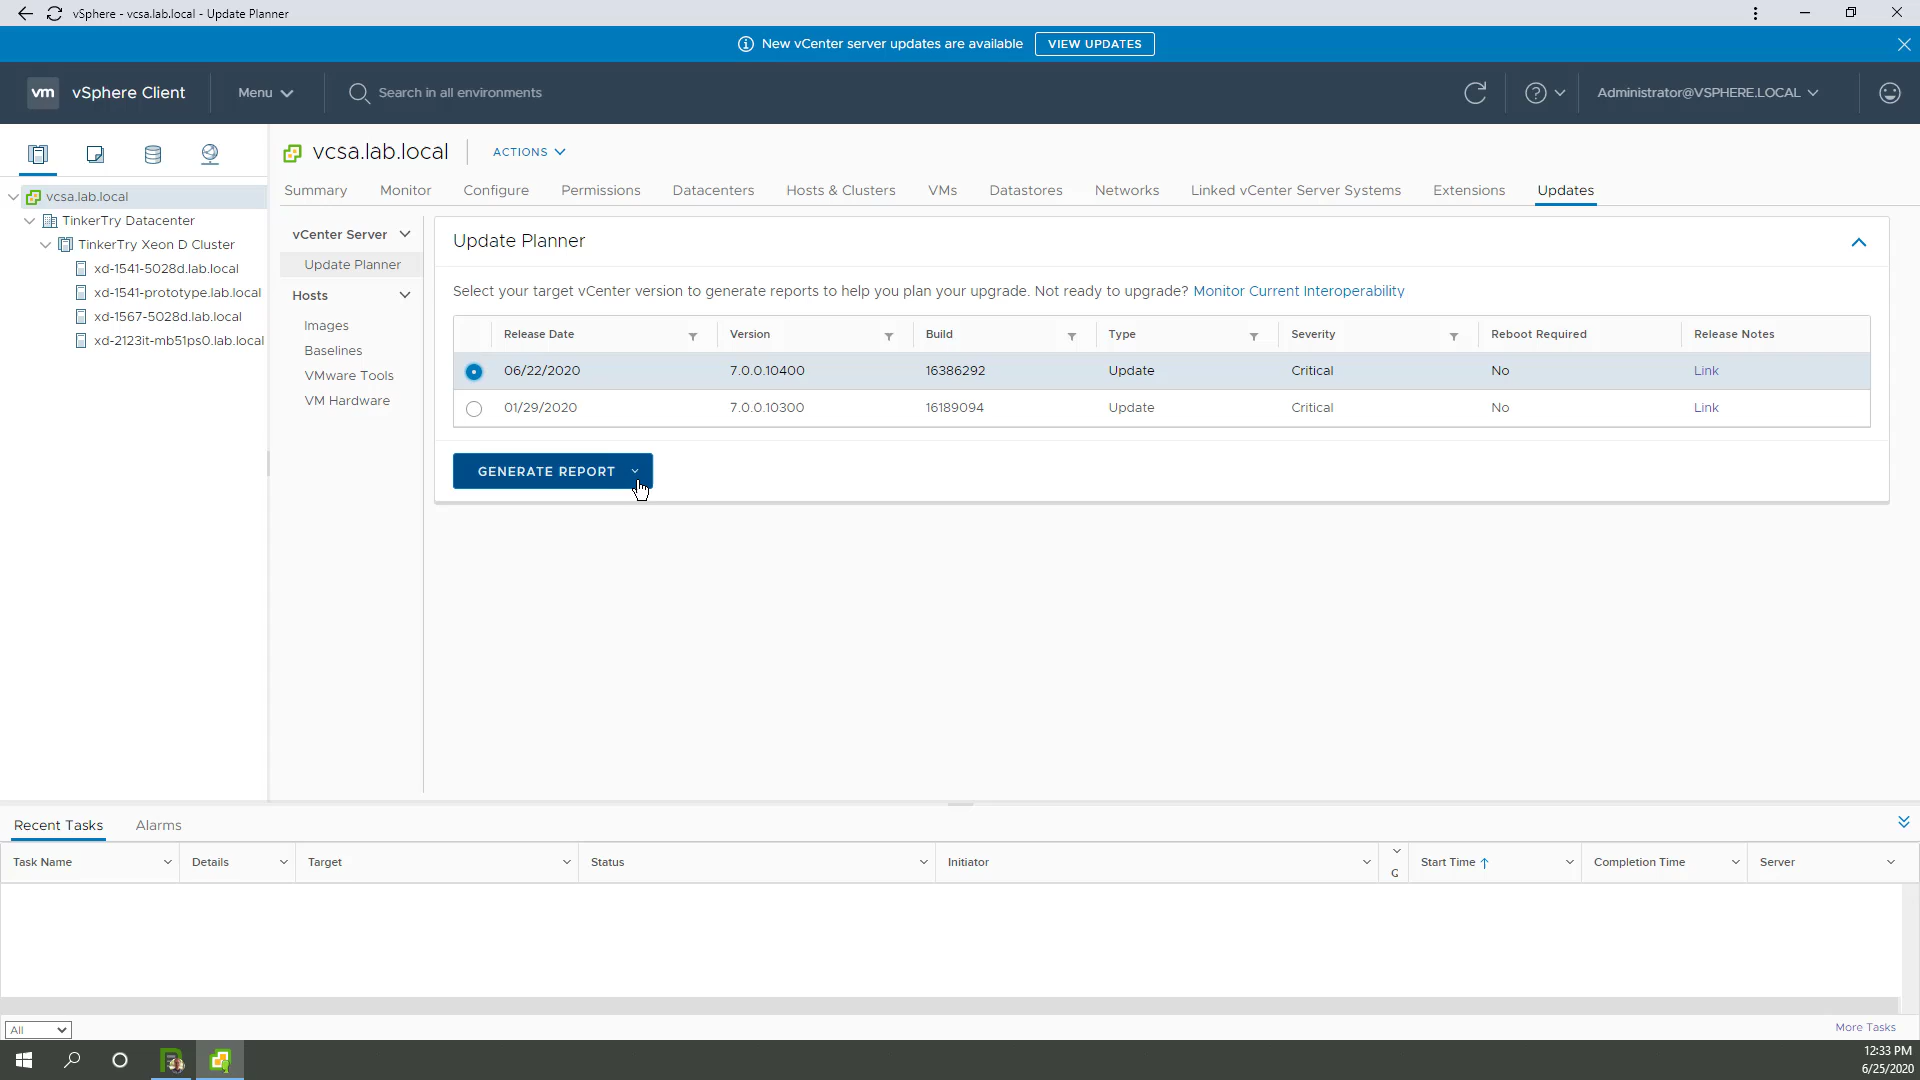 vSphere - vcsa.lab.local - Update Planner
New vCenter server updates are available VIEW UPDATES
vm vSphere Client Menu Search in all environments ? Administrator@VSPHERE.LOCAL
vcsa.lab.local ACTIONS
Summary Monitor Configure Permissions Datacenters Hosts & Clusters VMs Datastores Networks Linked vCenter Server Systems Extensions Updates
vcsa.lab.local
TinkerTry Datacenter
TinkerTry Xeon D Cluster
xd-1541-5028d.lab.local
xd-1541-prototype.lab.local
xd-1567-5028d.lab.local
xd-2123it-mb51ps0.lab.local
vCenter Server
Update Planner
Hosts
Images
Baselines
VMware Tools
VM Hardware
Update Planner
Select your target vCenter version to generate reports to help you plan your upgrade. Not ready to upgrade? Monitor Current Interoperability
Release Date Version Build Type Severity Reboot Required Release Notes
06/22/2020 7.0.0.10400 16386292 Update Critical No Link
01/29/2020 7.0.0.10300 16189094 Update Critical No Link
GENERATE REPORT
Recent Tasks Alarms
Task Name Details Target Status Initiator G Start Time Completion Time Server
All More Tasks
12:33 PM
6/25/2020